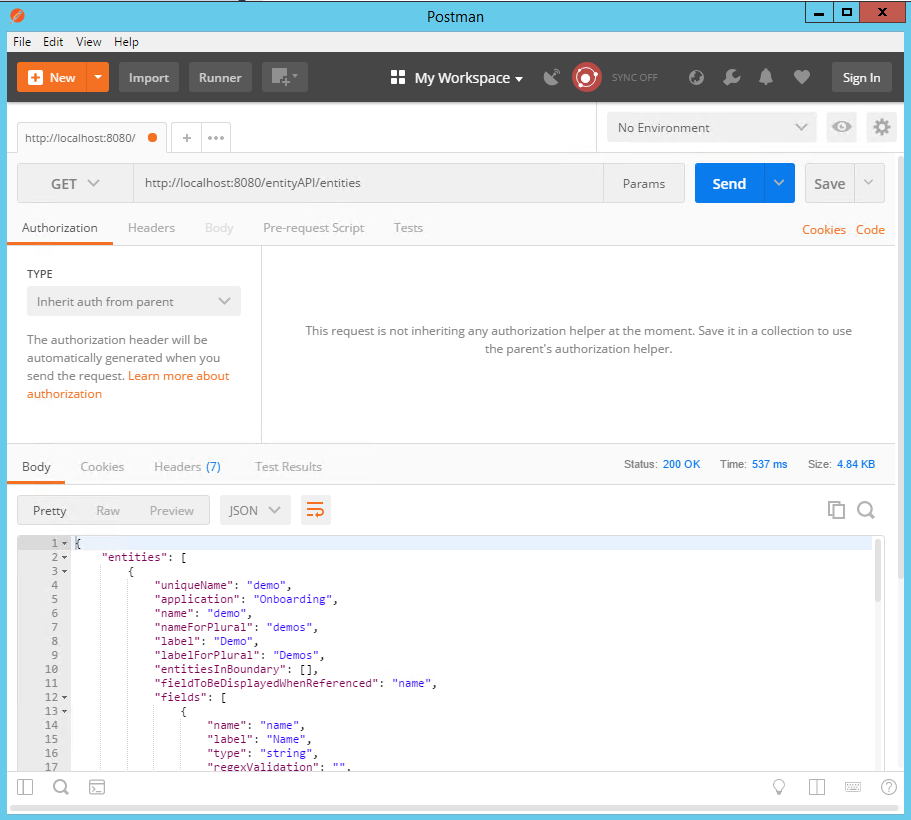 Postman
File Edit View Help
New Import Runner My Workspace SYNC OFF Sign In
http://localhost:8080/ + ••• No Environment
GET http://localhost:8080/entityAPI/entities Params Send Save
Authorization Headers Body Pre-request Script Tests Cookies Code
TYPE
Inherit auth from parent
The authorization header will be
automatically generated when you
send the request. Learn more about
authorization
This request is not inheriting any authorization helper at the moment. Save it in a collection to use
the parent's authorization helper.
Body Cookies Headers (7) Test Results Status: 200 OK Time: 537 ms Size: 4.84 KB
Pretty Raw Preview JSON
1 {
2 "entities": [
3 {
4 "uniqueName": "demo",
5 "application": "Onboarding",
6 "name": "demo",
7 "nameForPlural": "demos",
8 "label": "Demo",
9 "labelForPlural": "Demos",
10 "entitiesInBoundary": [],
11 "fieldToBeDisplayedWhenReferenced": "name",
12 "fields": [
13 {
14 "name": "name",
15 "label": "Name",
16 "type": "string",
17 "regexValidation": "",